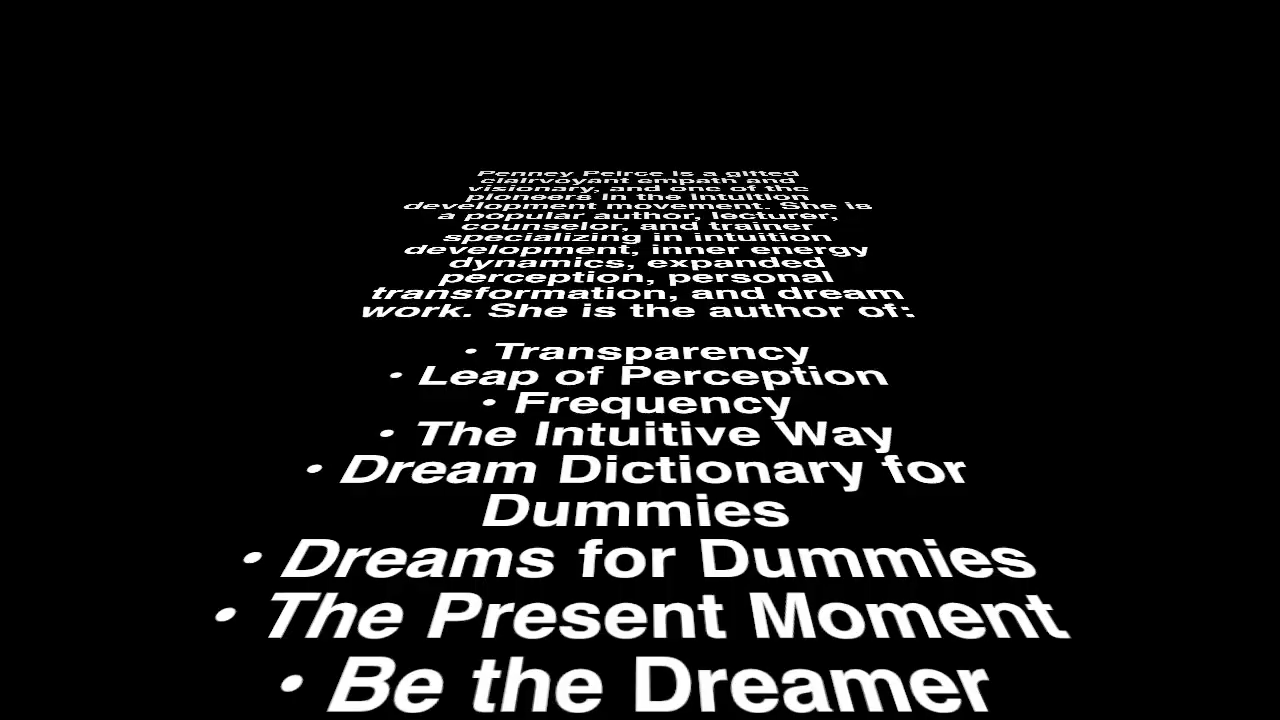 Penney Peirce is a gifted
clairvoyant empath and
visionary, and one of the
pioneers in the intuition
development movement. She is
a popular author, lecturer,
counselor, and trainer
specializing in intuition
development, inner energy
dynamics, expanded
perception, personal
transformation, and dream
work. She is the author of:
• Transparency
• Leap of Perception
• Frequency
• The Intuitive Way
• Dream Dictionary for
Dummies
• Dreams for Dummies
• The Present Moment
• Be the Dreamer